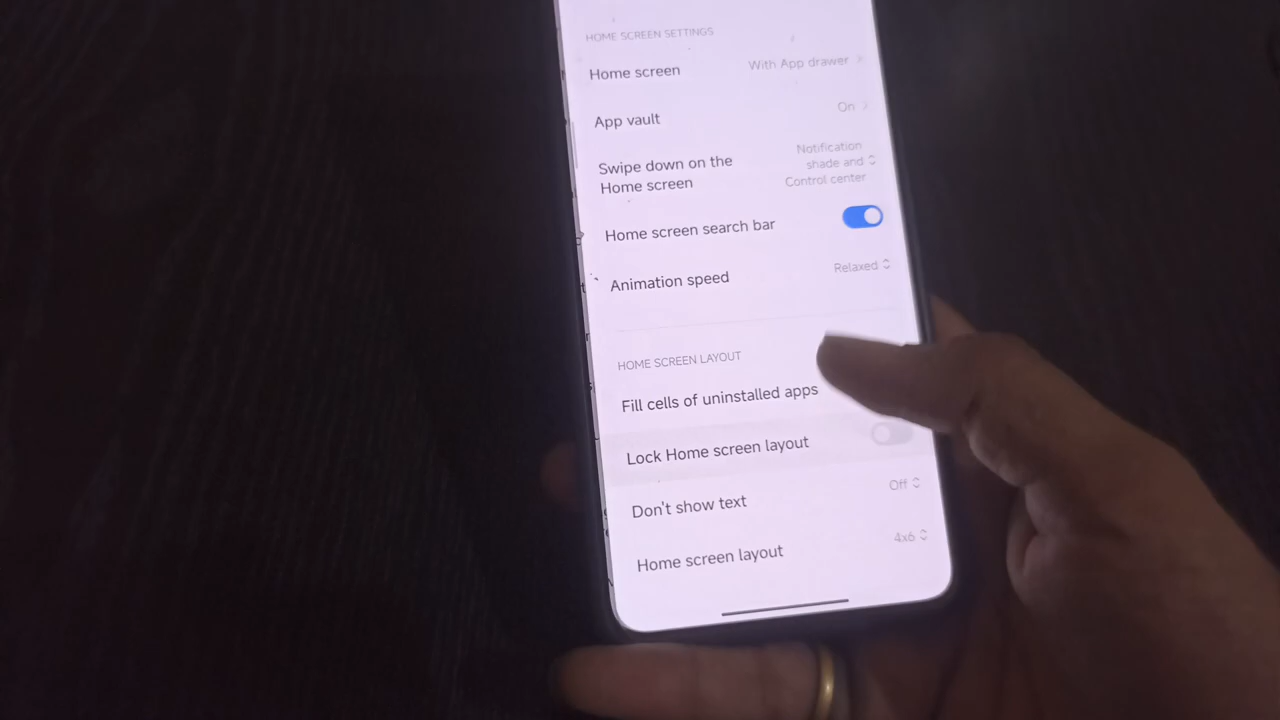 HOME SCREEN SETTINGS
Home screen With App drawer
App vault On
Swipe down on the
Home screen
Notification
shade and
Control center
Home screen search bar
Animation speed Relaxed
HOME SCREEN LAYOUT
Fill cells of uninstalled apps
Lock Home screen layout
Don't show text Off
Home screen layout 4x6